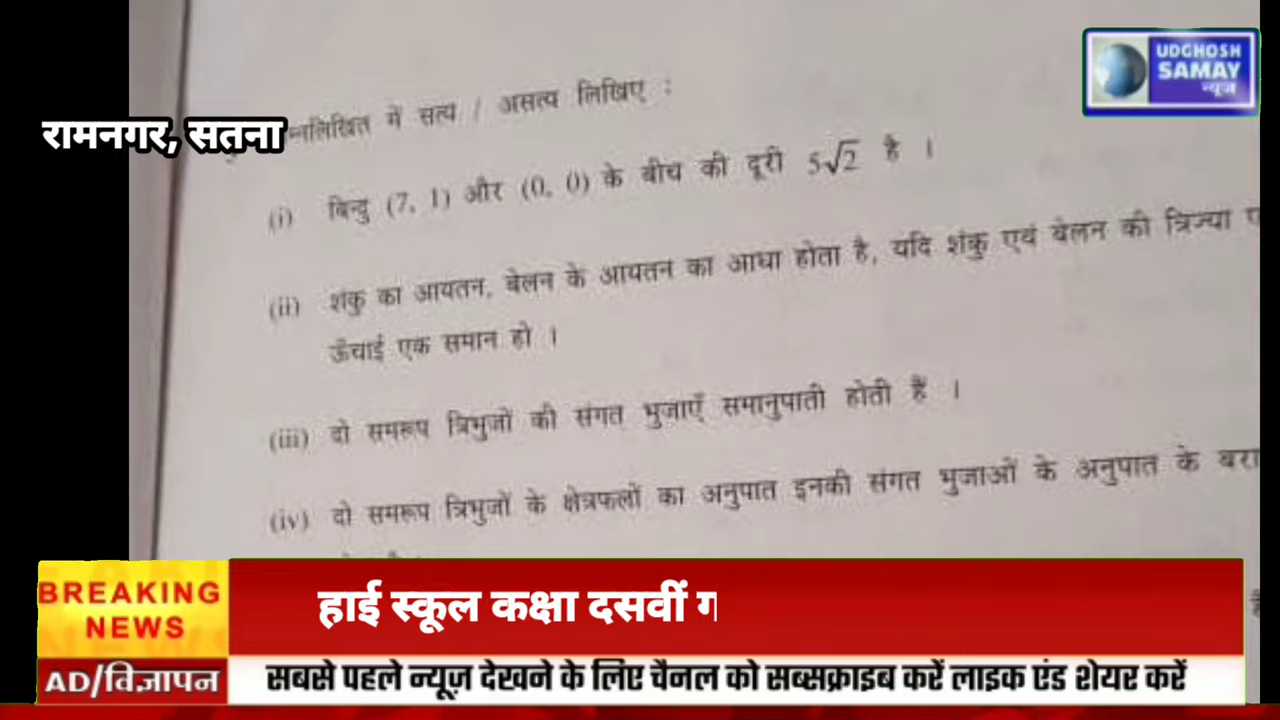 UDGHOSH
SAMAY
न्यूज
रामनगर, सतना
म्नलिखित में सत्य / असत्य लिखिए :
(i) बिन्दु (7, 1) और (0, 0) के बीच की दूरी 5√2 है ।
(ii) शंकु का आयतन, बेलन के आयतन का आधा होता है, यदि शंकु एवं बेलन की त्रिज्या
ऊँचाई एक समान हो ।
(iii) दो समरूप त्रिभुजों की संगत भुजाएँ समानुपाती होती हैं ।
(iv) दो समरूप त्रिभुजों के क्षेत्रफलों का अनुपात इनकी संगत भुजाओं के अनुपात के बरा
BREAKING
NEWS
हाई स्कूल कक्षा दसवीं ग
AD/विज्ञापन
सबसे पहले न्यूज़ देखने के लिए चैनल को सब्सक्राइब करें लाइक एंड शेयर करें